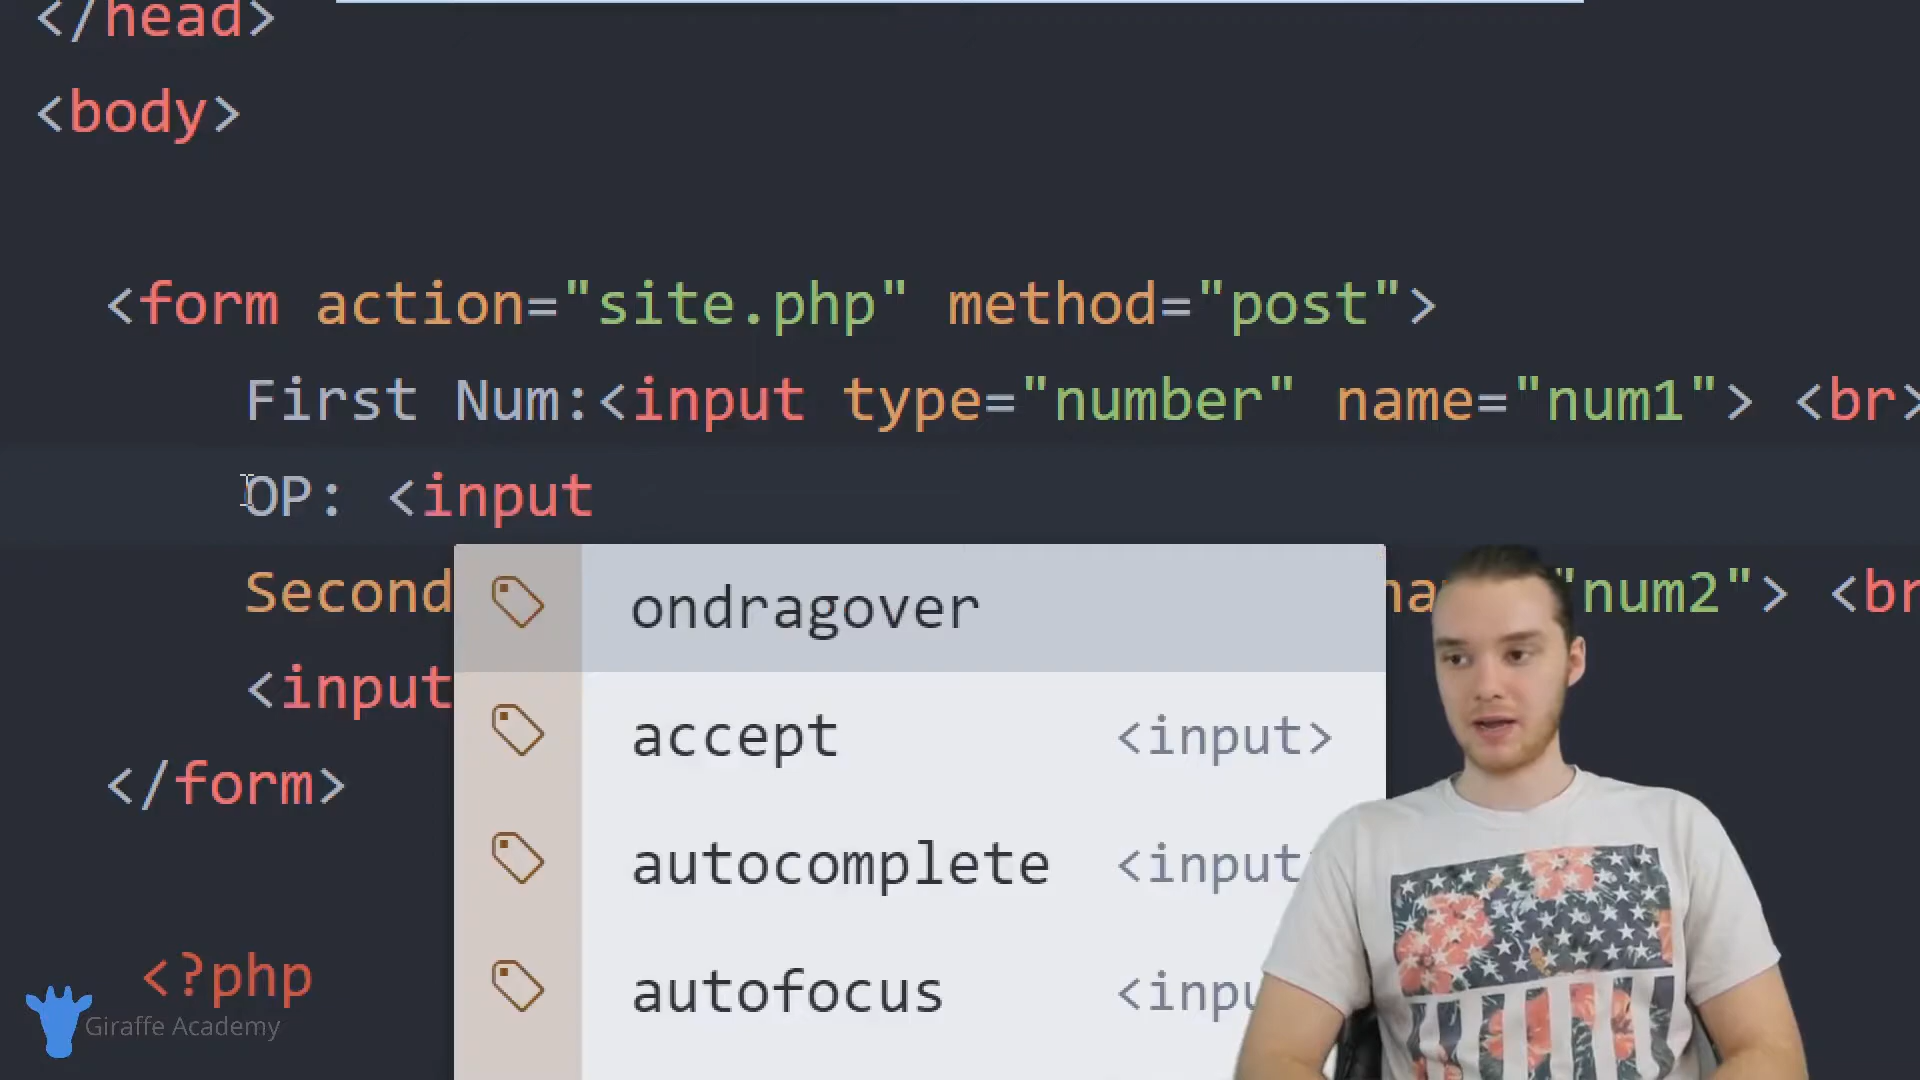 </head>
<body>
<form action="site.php" method="post">
First Num:<input type="number" name="num1"> <br>
OP: <input
Second "num2"> <br
<input
</form>
<?php
ondragover
accept <input>
autocomplete <input
autofocus <inpu
Giraffe Academy